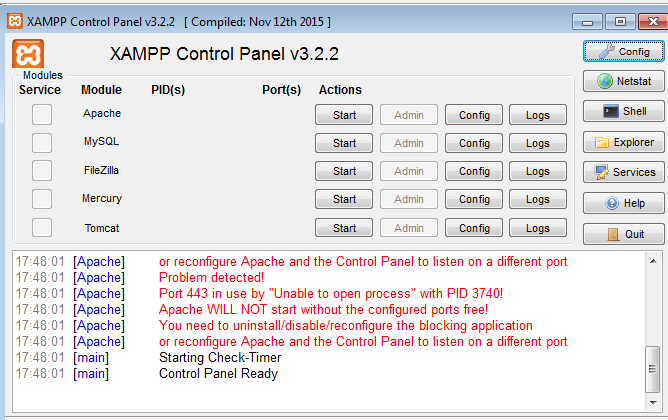 XAMPP Control Panel v3.2.2   [ Compiled: Nov 12th 2015 ]
XAMPP Control Panel v3.2.2
Config
Modules
Service Module PID(s) Port(s) Actions
Netstat
Apache Start Admin Config Logs
Shell
MySQL Start Admin Config Logs
Explorer
FileZilla Start Admin Config Logs
Services
Mercury Start Admin Config Logs
Help
Tomcat Start Admin Config Logs
Quit
17:48:01 [Apache] or reconfigure Apache and the Control Panel to listen on a different port
17:48:01 [Apache] Problem detected!
17:48:01 [Apache] Port 443 in use by "Unable to open process" with PID 3740!
17:48:01 [Apache] Apache WILL NOT start without the configured ports free!
17:48:01 [Apache] You need to uninstall/disable/reconfigure the blocking application
17:48:01 [Apache] or reconfigure Apache and the Control Panel to listen on a different port
17:48:01 [main] Starting Check-Timer
17:48:01 [main] Control Panel Ready